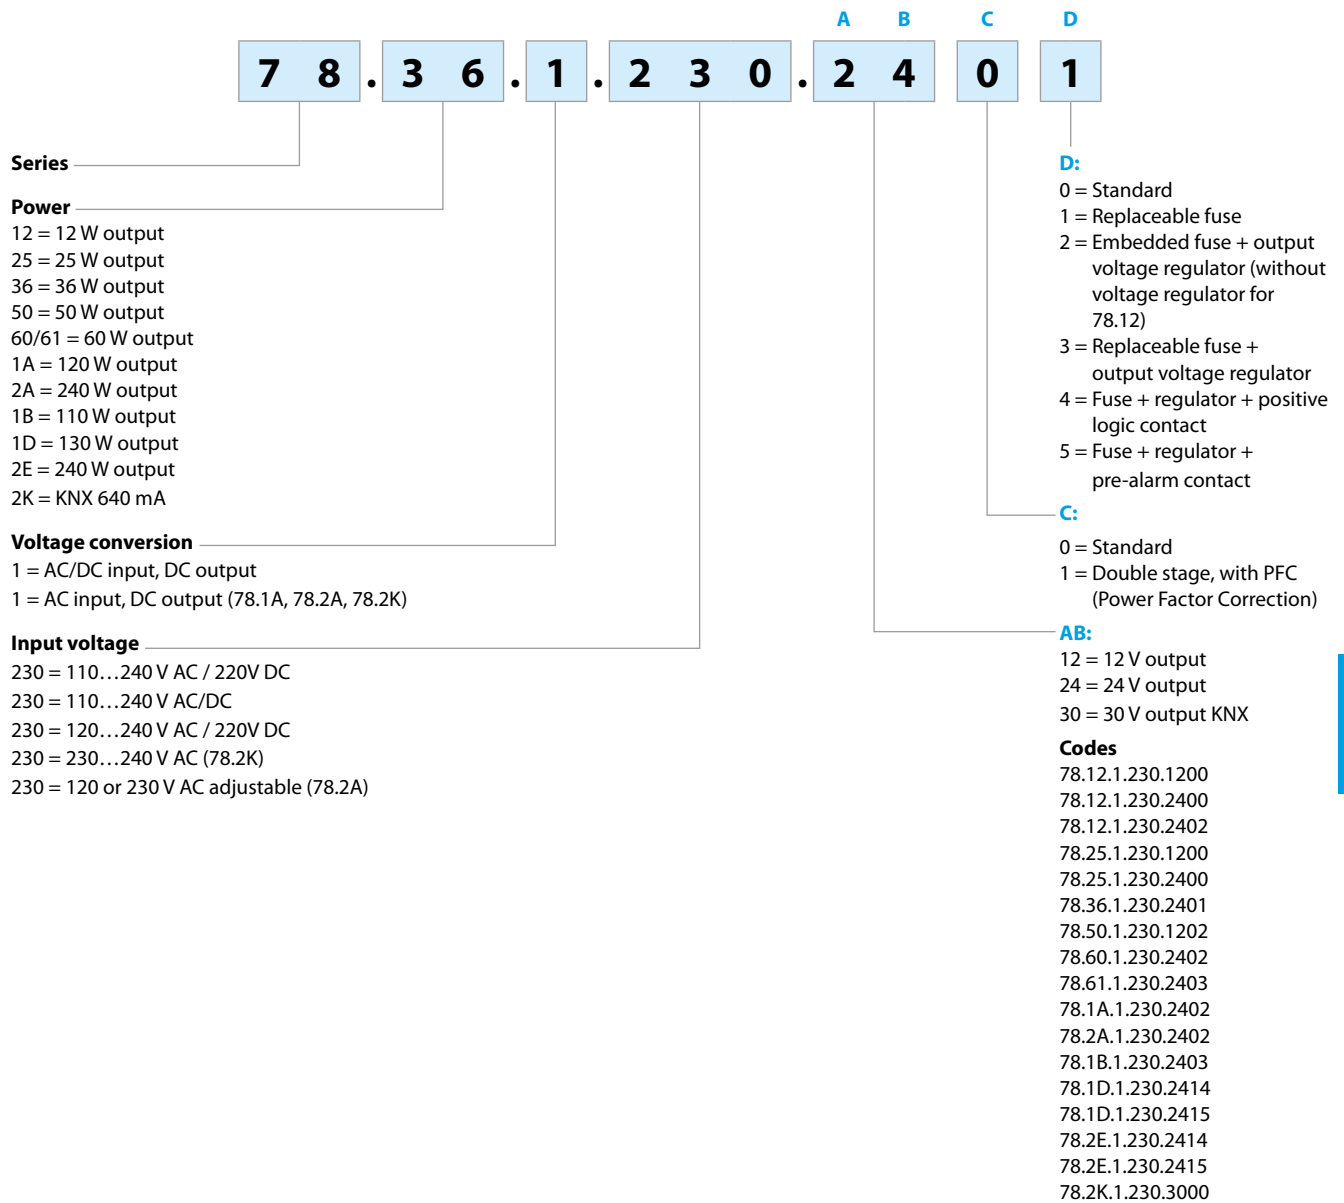 A B C D
7 8 . 3 6 . 1 . 2 3 0 . 2 4 0 1
Series
Power
12 = 12 W output
25 = 25 W output
36 = 36 W output
50 = 50 W output
60/61 = 60 W output
1A = 120 W output
2A = 240 W output
1B = 110 W output
1D = 130 W output
2E = 240 W output
2K = KNX 640 mA
Voltage conversion
1 = AC/DC input, DC output
1 = AC input, DC output (78.1A, 78.2A, 78.2K)
Input voltage
230 = 110…240 V AC / 220V DC
230 = 110…240 V AC/DC
230 = 120…240 V AC / 220V DC
230 = 230…240 V AC (78.2K)
230 = 120 or 230 V AC adjustable (78.2A)
D:
0 = Standard
1 = Replaceable fuse
2 = Embedded fuse + output
voltage regulator (without
voltage regulator for
78.12)
3 = Replaceable fuse +
output voltage regulator
4 = Fuse + regulator + positive
logic contact
5 = Fuse + regulator +
pre-alarm contact
C:
0 = Standard
1 = Double stage, with PFC
(Power Factor Correction)
AB:
12 = 12 V output
24 = 24 V output
30 = 30 V output KNX
Codes
78.12.1.230.1200
78.12.1.230.2400
78.12.1.230.2402
78.25.1.230.1200
78.25.1.230.2400
78.36.1.230.2401
78.50.1.230.1202
78.60.1.230.2402
78.61.1.230.2403
78.1A.1.230.2402
78.2A.1.230.2402
78.1B.1.230.2403
78.1D.1.230.2414
78.1D.1.230.2415
78.2E.1.230.2414
78.2E.1.230.2415
78.2K.1.230.3000